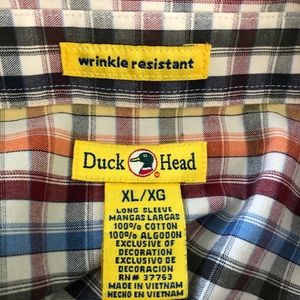 wrinkle resistant
Duck Head
XL/XG
LONG SLEEVE
MANGAS LARGAS
100% COTTON
100% ALGODON
EXCLUSIVE OF
DECORATION
EXCLUSIVO DE
DECORACION
RN# 37763
MADE IN VIETNAM
HECHO EN VIETNAM